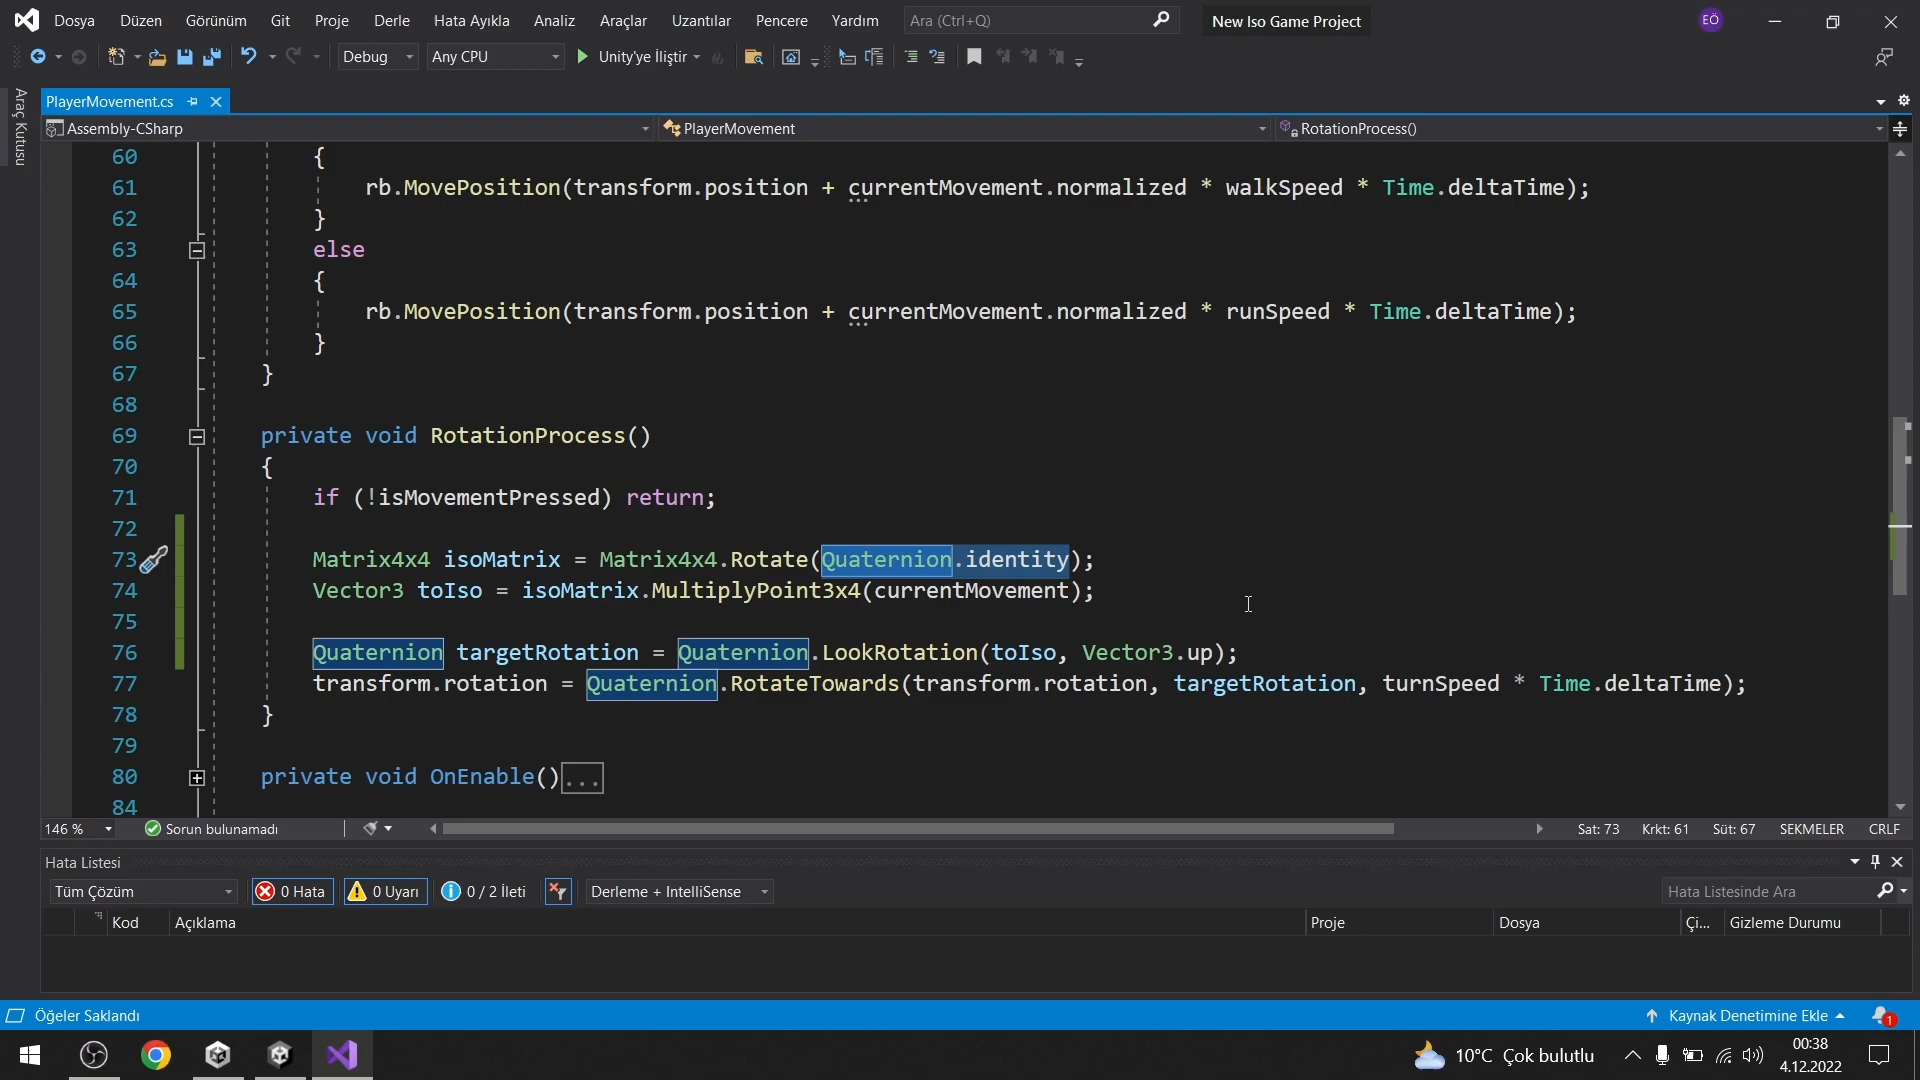 Dosya Düzen Görünüm Git Proje Derle Hata Ayıkla Analiz Araçlar Uzantılar Pencere Yardım Ara (Ctrl+Q) New Iso Game Project EÖ
Debug Any CPU Unity'ye İliştir
Araç Kutusu
PlayerMovement.cs
Assembly-CSharp PlayerMovement RotationProcess()
60 {
61 rb.MovePosition(transform.position + currentMovement.normalized * walkSpeed * Time.deltaTime);
62 }
63 else
64 {
65 rb.MovePosition(transform.position + currentMovement.normalized * runSpeed * Time.deltaTime);
66 }
67 }
68
69 private void RotationProcess()
70 {
71 if (!isMovementPressed) return;
72
73 Matrix4x4 isoMatrix = Matrix4x4.Rotate(Quaternion.identity);
74 Vector3 toIso = isoMatrix.MultiplyPoint3x4(currentMovement);
75
76 Quaternion targetRotation = Quaternion.LookRotation(toIso, Vector3.up);
77 transform.rotation = Quaternion.RotateTowards(transform.rotation, targetRotation, turnSpeed * Time.deltaTime);
78 }
79
80 private void OnEnable()...
84
146 % Sorun bulunamadı Sat: 73 Krkt: 61 Süt: 67 SEKMELER CRLF
Hata Listesi
Tüm Çözüm 0 Hata 0 Uyarı 0 / 2 İleti Derleme + IntelliSense Hata Listesinde Ara
Kod Açıklama Proje Dosya Çi... Gizleme Durumu
Öğeler Saklandı Kaynak Denetimine Ekle 1
10°C Çok bulutlu 00:38
4.12.2022